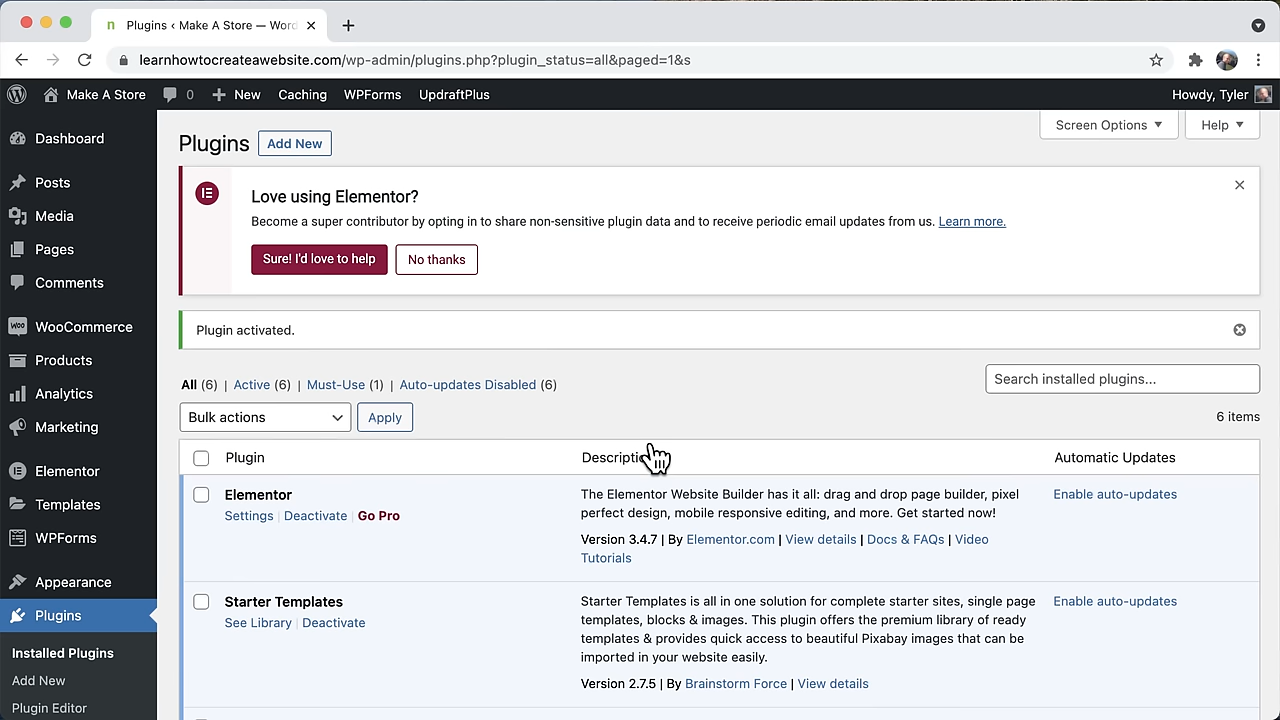 n Plugins ‹ Make A Store — Word
learnhowtocreateawebsite.com/wp-admin/plugins.php?plugin_status=all&paged=1&s
Make A Store 0 New Caching WPForms UpdraftPlus Howdy, Tyler
Screen Options Help
Dashboard
Posts
Media
Pages
Comments
WOO WooCommerce
Products
Analytics
Marketing
Elementor
Templates
WPForms
Appearance
Plugins
Installed Plugins
Add New
Plugin Editor
Plugins Add New
Love using Elementor?
Become a super contributor by opting in to share non-sensitive plugin data and to receive periodic email updates from us. Learn more.
Sure! I'd love to help No thanks
Plugin activated.
All (6) | Active (6) | Must-Use (1) | Auto-updates Disabled (6)
Search installed plugins...
Bulk actions Apply
6 items
Plugin Automatic Updates
Elementor
Settings | Deactivate | Go Pro
The Elementor Website Builder has it all: drag and drop page builder, pixel
perfect design, mobile responsive editing, and more. Get started now!
Version 3.4.7 | By Elementor.com | View details | Docs & FAQs | Video
Tutorials
Enable auto-updates
Starter Templates
See Library | Deactivate
Starter Templates is all in one solution for complete starter sites, single page
templates, blocks & images. This plugin offers the premium library of ready
templates & provides quick access to beautiful Pixabay images that can be
imported in your website easily.
Version 2.7.5 | By Brainstorm Force | View details
Enable auto-updates